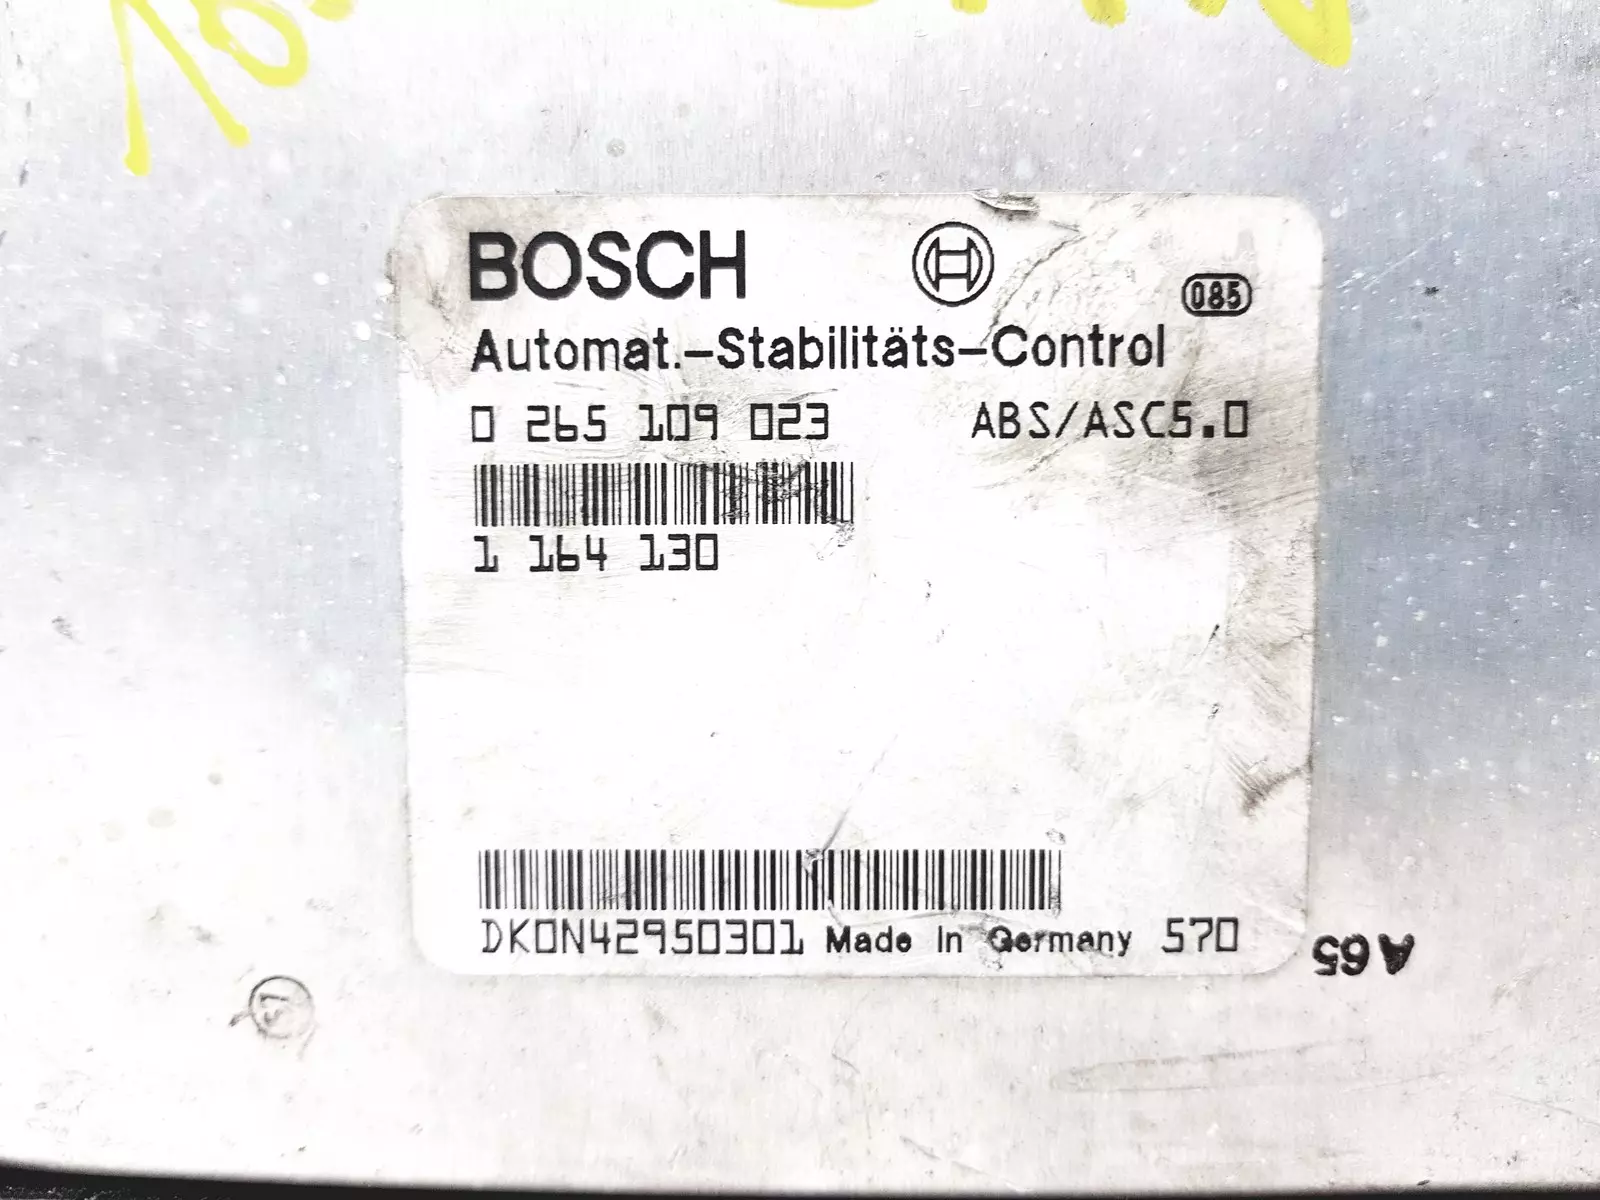 BOSCH
085
Automat.-Stabilitäts-Control
0 265 109 023 ABS/ASC5.0
1 164 130
DK0N42950301 Made In Germany 570
A65